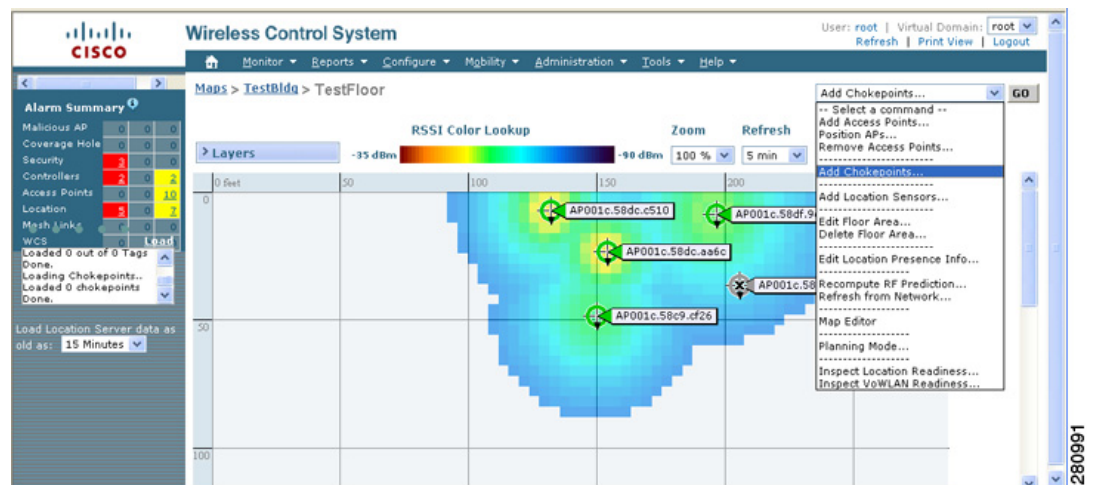 CISCO
Wireless Control System
User: root | Virtual Domain: root
Refresh | Print View | Logout
Monitor Reports Configure Mobility Administration Tools Help
Maps > TestBldg > TestFloor
Add Chokepoints... GO
Alarm Summary
Malicious AP 0 0 0
Coverage Hole 0 0 0
Security 3 0 0
Controllers 2 0 2
Access Points 0 0 10
Location 5 0 7
Mesh Links
WCS 0 Load
Loaded 0 out of 0 Tags
Done.
Loading Chokepoints..
Loaded 0 chokepoints
Done.
Load Location Server data as
old as: 15 Minutes
RSSI Color Lookup Zoom Refresh
> Layers -35 dBm -90 dBm 100 % 5 min
0 feet 50 100 150 200
0
50
100
AP001c.58dc.c510
AP001c.58df.9
AP001c.58dc.aa6c
AP001c.58
AP001c.58c9.cf26
-- Select a command --
Add Access Points...
Position APs...
Remove Access Points...
----------------------
Add Chokepoints...
----------------------
Add Location Sensors...
----------------------
Edit Floor Area...
Delete Floor Area...
----------------------
Edit Location Presence Info...
----------------------
Recompute RF Prediction...
Refresh from Network...
----------------------
Map Editor
----------------------
Planning Mode...
----------------------
Inspect Location Readiness...
Inspect VoWLAN Readiness...
280991